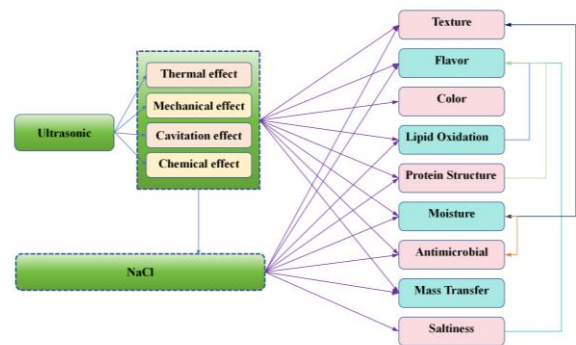 Ultrasonic
Thermal effect
Mechanical effect
Cavitation effect
Chemical effect
NaCl
Texture
Flavor
Color
Lipid Oxidation
Protein Structure
Moisture
Antimicrobial
Mass Transfer
Saltiness